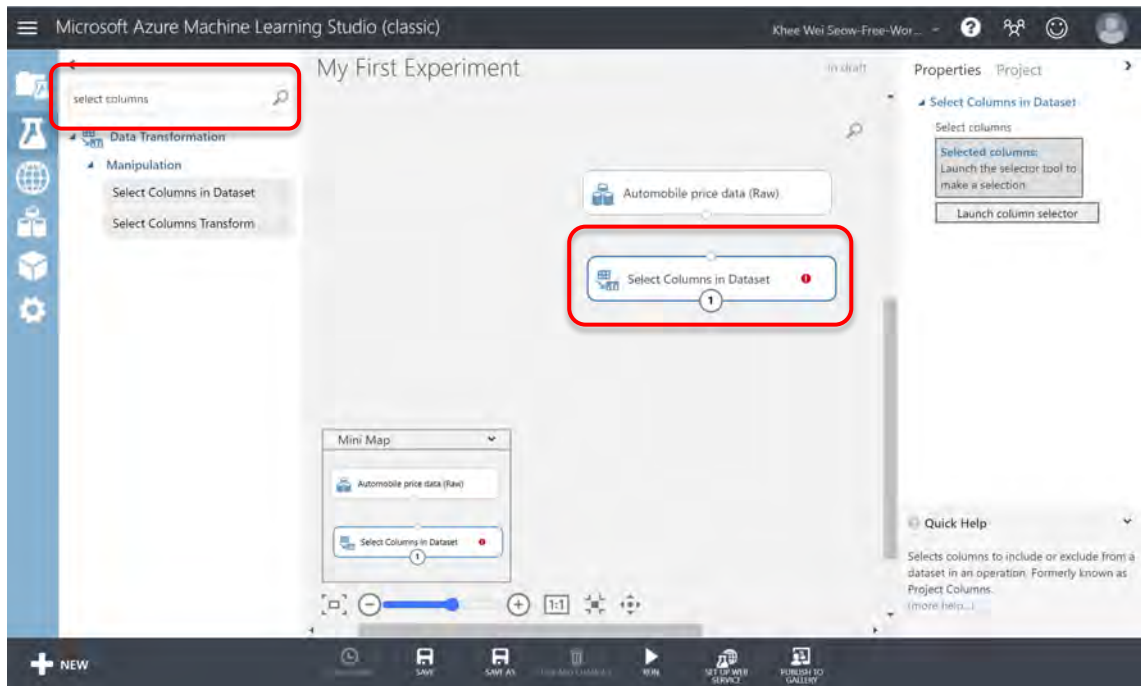 Microsoft Azure Machine Learning Studio (classic)
Khee Wei Seow-Free-Wor...
select columns
Data Transformation
Manipulation
Select Columns in Dataset
Select Columns Transform
My First Experiment
In draft
Automobile price data (Raw)
Select Columns in Dataset
1
Mini Map
Automobile price data (Raw)
Select Columns in Dataset
1
1:1
Properties Project
Select Columns in Dataset
Select columns
Selected columns:
Launch the selector tool to
make a selection
Launch column selector
Quick Help
Selects columns to include or exclude from a
dataset in an operation. Formerly known as
Project Columns.
(more help...)
NEW
SAVE
SAVE AS
RUN
SET UP WEB
SERVICE
PUBLISH TO
GALLERY